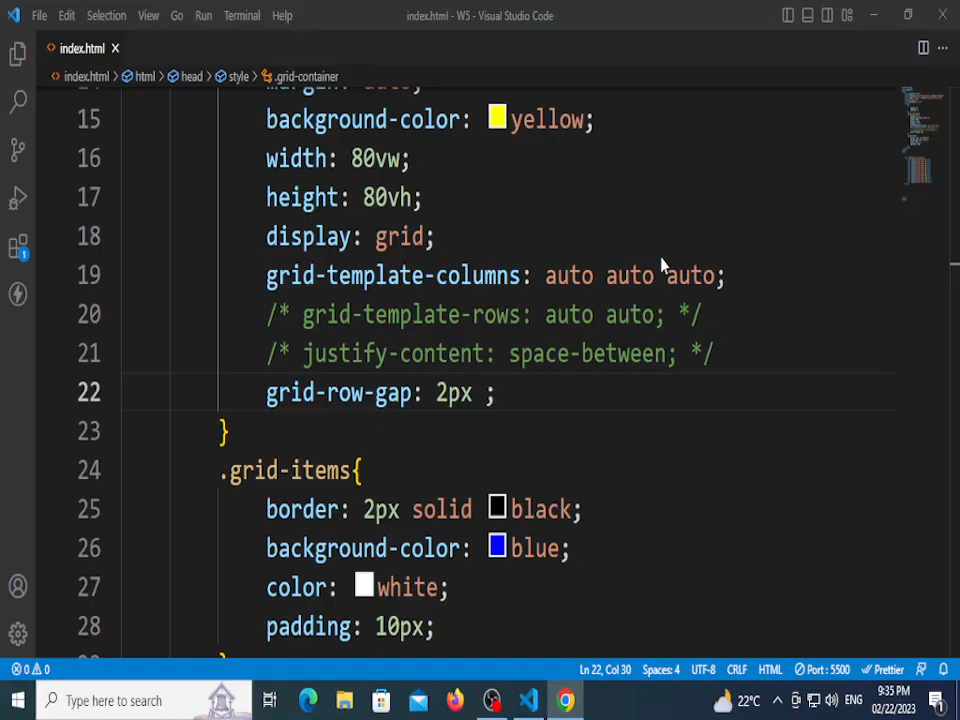 File Edit Selection View Go Run Terminal Help index.html - W5 - Visual Studio Code
index.html
index.html > html > head > style > .grid-container
15 background-color: yellow;
16 width: 80vw;
17 height: 80vh;
18 display: grid;
19 grid-template-columns: auto auto auto;
20 /* grid-template-rows: auto auto; */
21 /* justify-content: space-between; */
22 grid-row-gap: 2px ;
23 }
24 .grid-items{
25 border: 2px solid black;
26 background-color: blue;
27 color: white;
28 padding: 10px;
0 0 Ln 22, Col 30 Spaces: 4 UTF-8 CRLF HTML Port : 5500 Prettier
Type here to search 22°C ENG 9:35 PM
02/22/2023